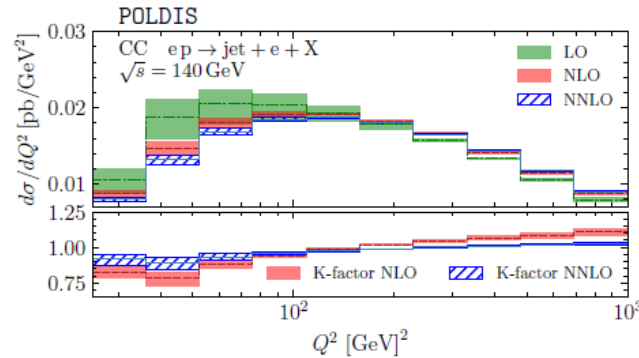 POLDIS
CC e p → jet + e + X
√s = 140 GeV
LO
NLO
NNLO
dσ/dQ² [pb/GeV²]
0.03
0.02
0.01
1.25
1.00
0.75
K-factor NLO
K-factor NNLO
10²
10³
Q² [GeV]²